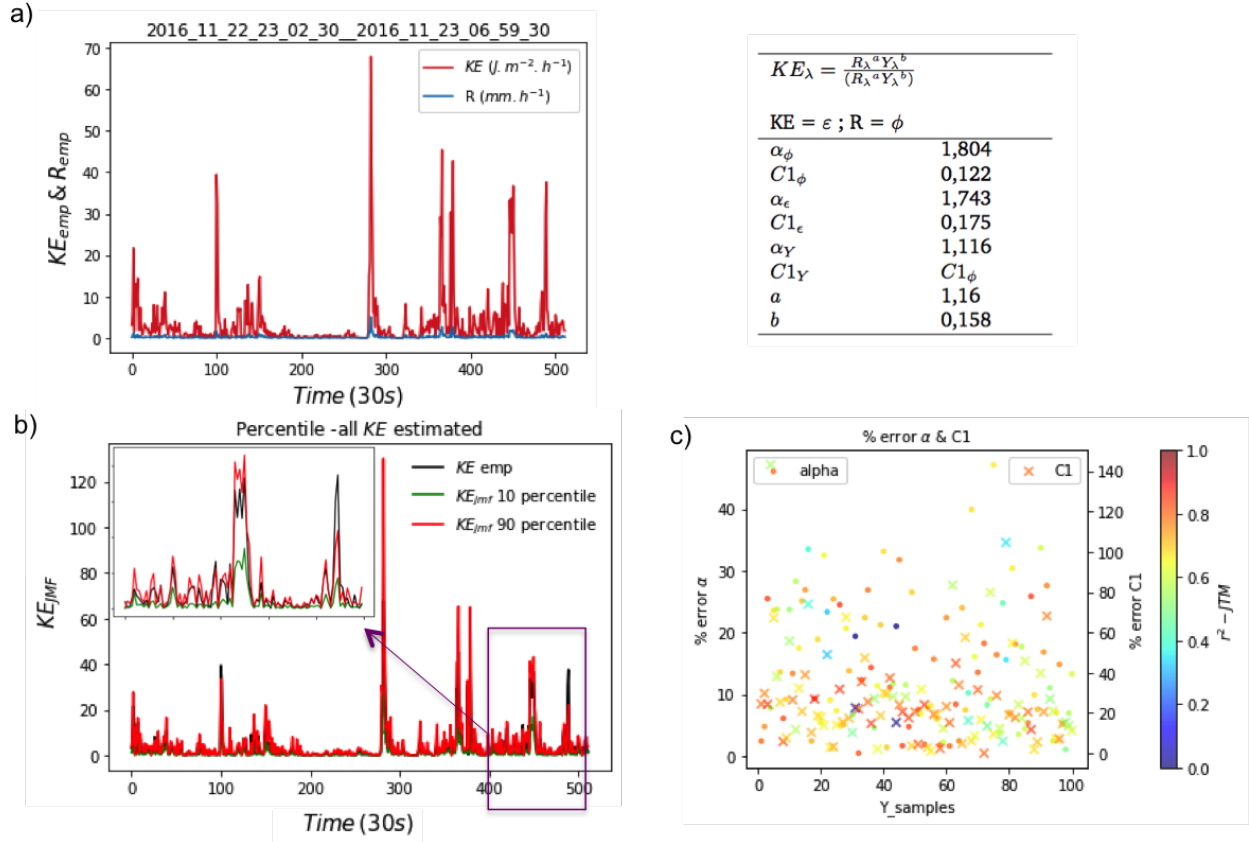 a)
2016_11_22_23_02_30__2016_11_23_06_59_30
KE (J. m⁻². h⁻¹)
R (mm. h⁻¹)
KE_emp & R_emp
70
60
50
40
30
20
10
0
0 100 200 300 400 500
Time (30s)
KE_λ = R_λ^a Y_λ^b / (R_λ^a Y_λ^b)
KE = ε ; R = ϕ
α_ϕ 1,804
C1_ϕ 0,122
α_ϵ 1,743
C1_ϵ 0,175
α_Y 1,116
C1_Y C1_ϕ
a 1,16
b 0,158
b)
Percentile -all KE estimated
KE emp
KE_jmf 10 percentile
KE_jmf 90 percentile
KE_JMF
120
100
80
60
40
20
0
0 100 200 300 400 500
Time (30s)
c)
% error α & C1
alpha
C1
% error α
40
30
20
10
0
0 20 40 60 80 100
Y_samples
140
120
100
80
60
40
20
0
% error C1
1.0
0.8
0.6
0.4
0.2
0.0
r² − JTM